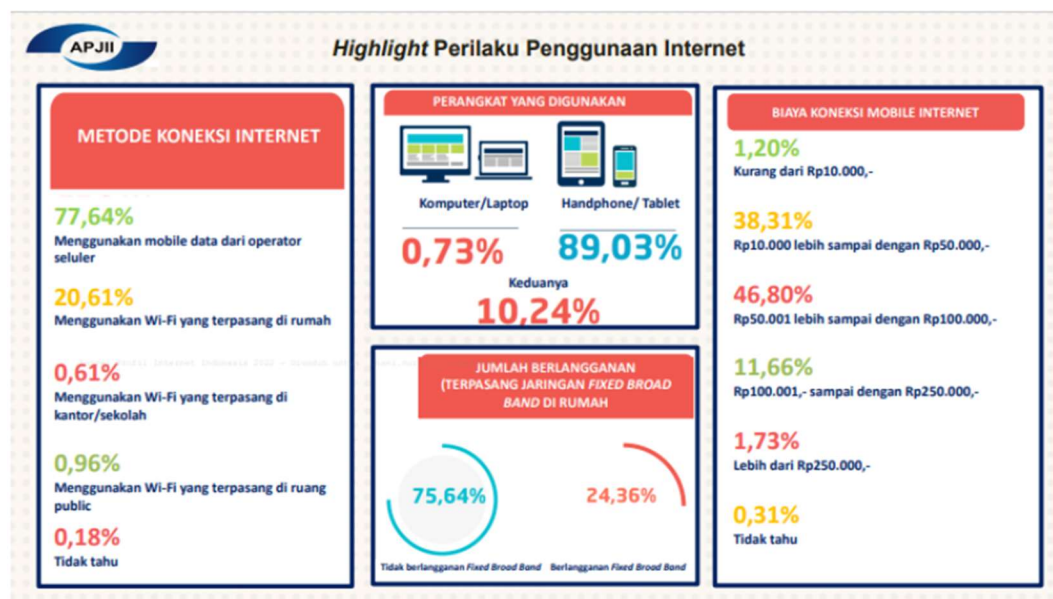 APJII
Highlight Perilaku Penggunaan Internet
METODE KONEKSI INTERNET
77,64%
Menggunakan mobile data dari operator
seluler
20,61%
Menggunakan Wi-Fi yang terpasang di rumah
0,61%
Menggunakan Wi-Fi yang terpasang di
kantor/sekolah
0,96%
Menggunakan Wi-Fi yang terpasang di ruang
public
0,18%
Tidak tahu
PERANGKAT YANG DIGUNAKAN
Komputer/Laptop
Handphone/ Tablet
0,73%
89,03%
Keduanya
10,24%
JUMLAH BERLANGGANAN
(TERPASANG JARINGAN FIXED BROAD
BAND DI RUMAH
75,64%
24,36%
Tidak berlangganan Fixed Broad Band
Berlangganan Fixed Broad Band
BIAYA KONEKSI MOBILE INTERNET
1,20%
Kurang dari Rp10.000,-
38,31%
Rp10.000 lebih sampai dengan Rp50.000,-
46,80%
Rp50.001 lebih sampai dengan Rp100.000,-
11,66%
Rp100.001,- sampai dengan Rp250.000,-
1,73%
Lebih dari Rp250.000,-
0,31%
Tidak tahu